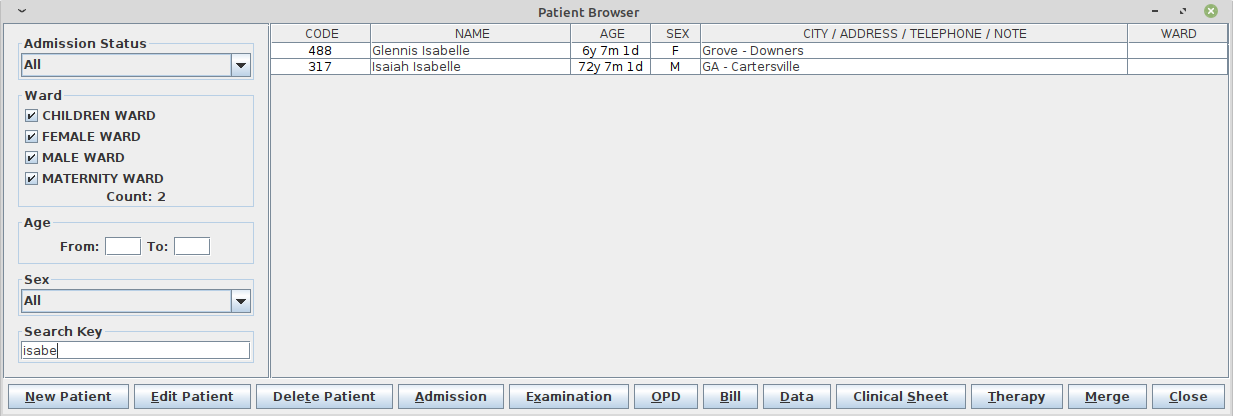 Patient Browser
Admission Status
All
Ward
CHILDREN WARD
FEMALE WARD
MALE WARD
MATERNITY WARD
Count: 2
Age
From: To:
Sex
All
Search Key
isabe
CODE NAME AGE SEX CITY / ADDRESS / TELEPHONE / NOTE WARD
488 Glennis Isabelle 6y 7m 1d F Grove - Downers
317 Isaiah Isabelle 72y 7m 1d M GA - Cartersville
New Patient Edit Patient Delete Patient Admission Examination OPD Bill Data Clinical Sheet Therapy Merge Close